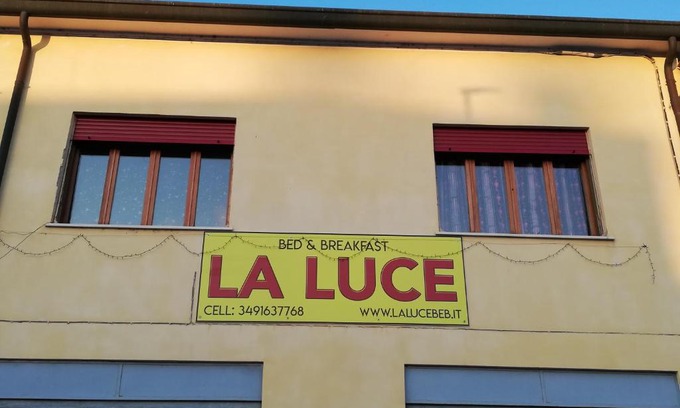 BED & BREAKFAST
LA LUCE
CELL: 3491637768 WWW.LALUCEBEB.IT